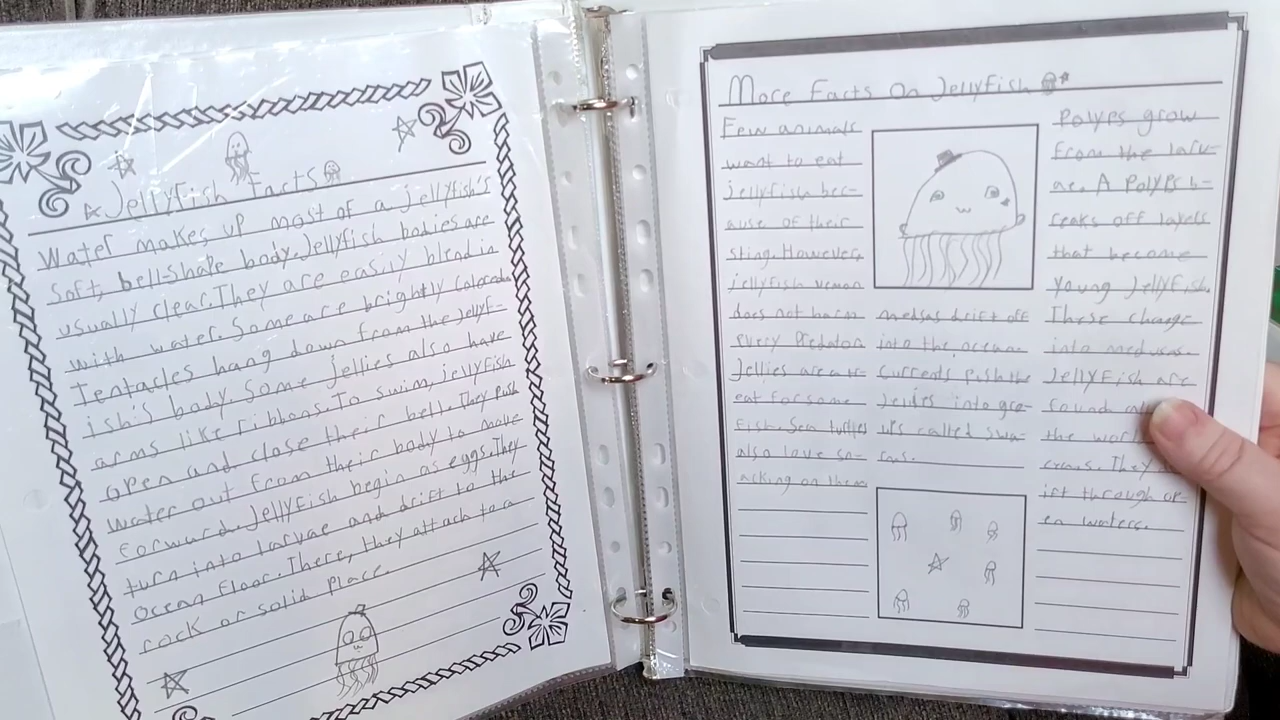 Jellyfish Facts
Water makes up most of a jellyfish's
soft, bell-shape body. Jellyfish bodies are
usually clear. They are easily blend in
with water. Some are brightly colored.
Tentacles hang down from the jellyf-
ish's body. Some jellies also have
arms like ribbons. To swim, jellyfish
open and close their bell. They push
water out from their body to move
forward. Jellyfish begin as eggs. They
turn into larvae and drift to the
ocean floor. There, they attach to a
rock or solid place.
More Facts On Jellyfish
Few animals
want to eat
jellyfish bec-
ause of their
sting. However,
jellyfish venom
does not harm
every predator
Jellies are a tr-
eat for some
fish. Sea turtles
also love sn-
acking on them
medsas drift off
into the ocean.
Currents push the
jellies into gro-
ups called swa-
rms.
Polyps grow
from the larv-
ae. A Polyps b-
reaks off layers
that become
young jellyfish.
These change
into medusas.
Jellyfish are
found
the wor
ceans. They
ift through op-
en waters.